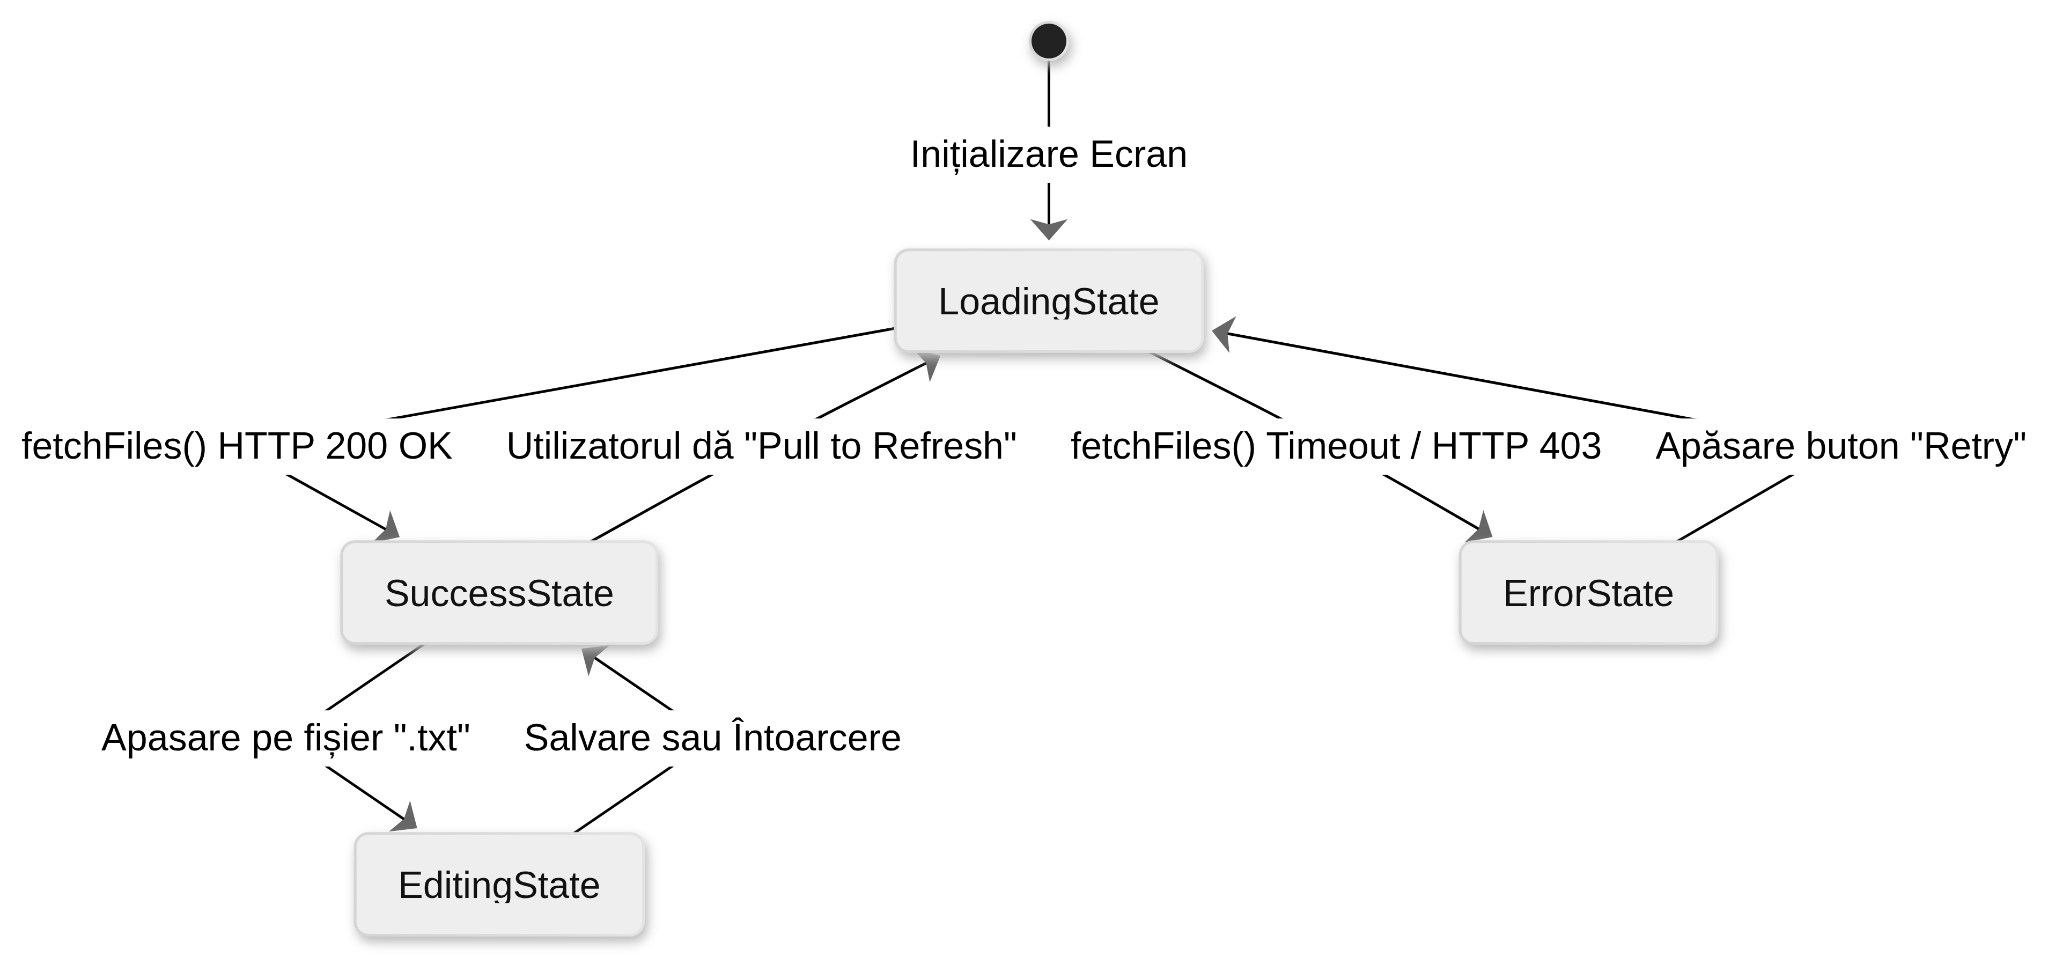 Inițializare Ecran
LoadingState
fetchFiles() HTTP 200 OK
Utilizatorul dă "Pull to Refresh"
fetchFiles() Timeout / HTTP 403
Apăsare buton "Retry"
SuccessState
ErrorState
Apasare pe fișier ".txt"
Salvare sau Întoarcere
EditingState